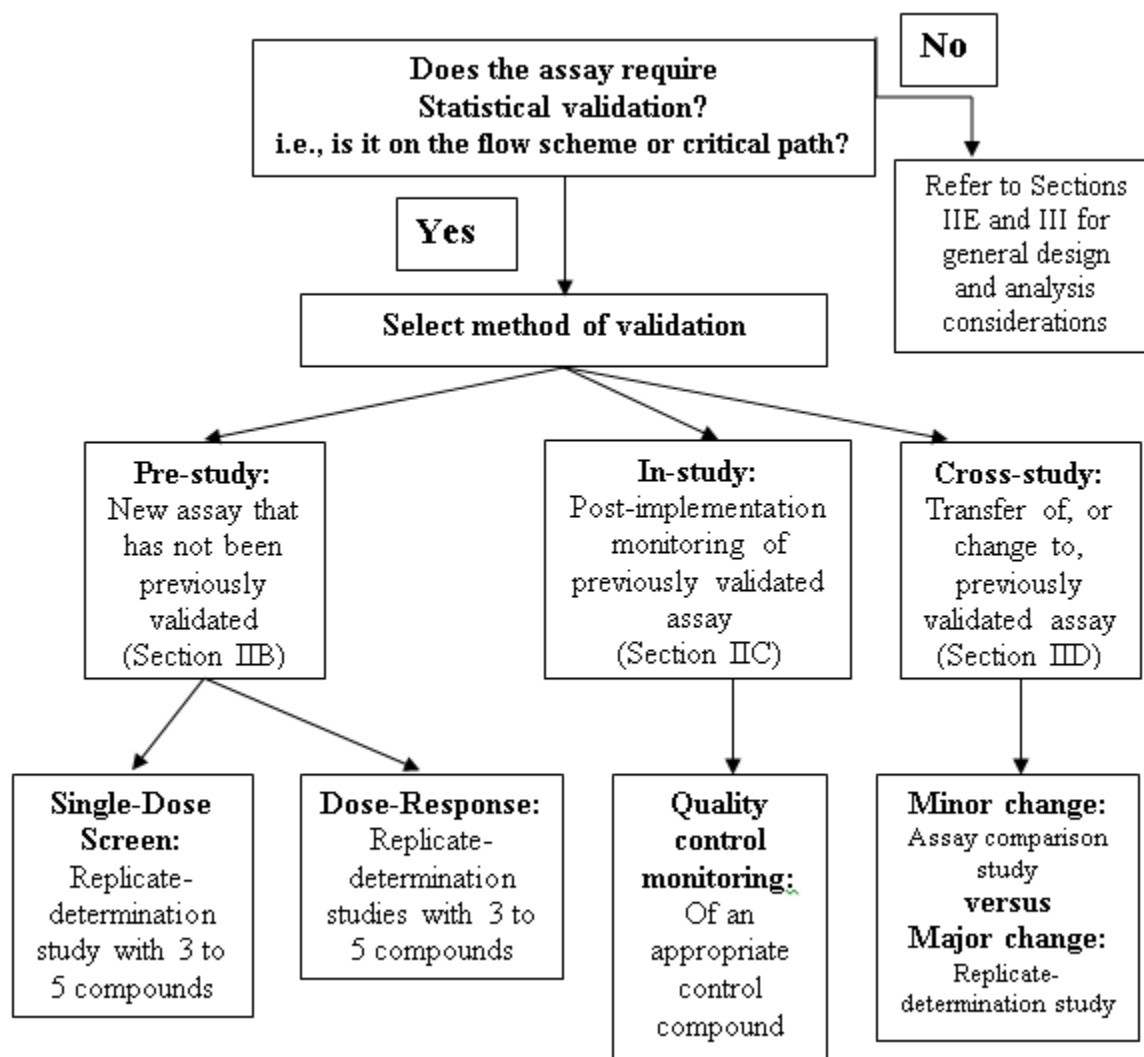 No
Does the assay require
Statistical validation?
i.e., is it on the flow scheme or critical path?
Refer to Sections
IIE and III for
general design
and analysis
considerations
Yes
Select method of validation
Pre-study:
New assay that
has not been
previously
validated
(Section IIB)
In-study:
Post-implementation
monitoring of
previously validated
assay
(Section IIC)
Cross-study:
Transfer of, or
change to,
previously
validated assay
(Section IID)
Single-Dose
Screen:
Replicate-
determination
study with 3 to
5 compounds
Dose-Response:
Replicate-
determination
studies with 3 to
5 compounds
Quality
control
monitoring:
Of an
appropriate
control
compound
Minor change:
Assay comparison
study
versus
Major change:
Replicate-
determination study